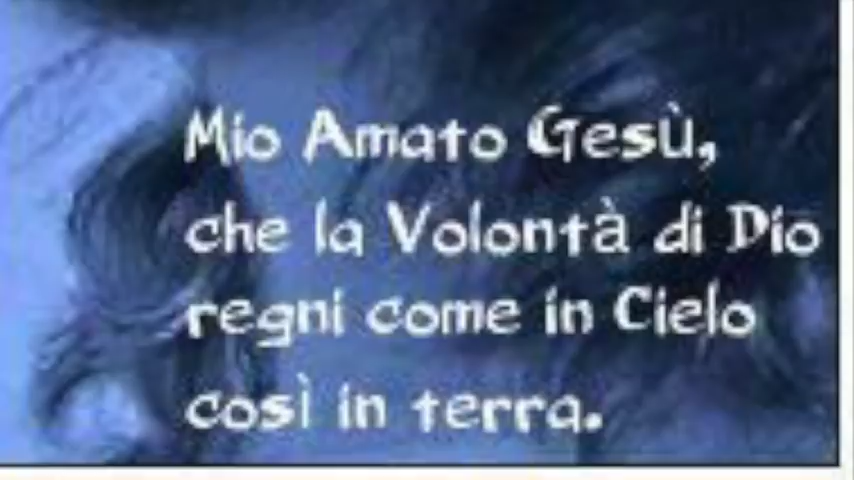 Mio Amato Gesù,
che la Volontà di Dio
regni come in Cielo
così in terra.